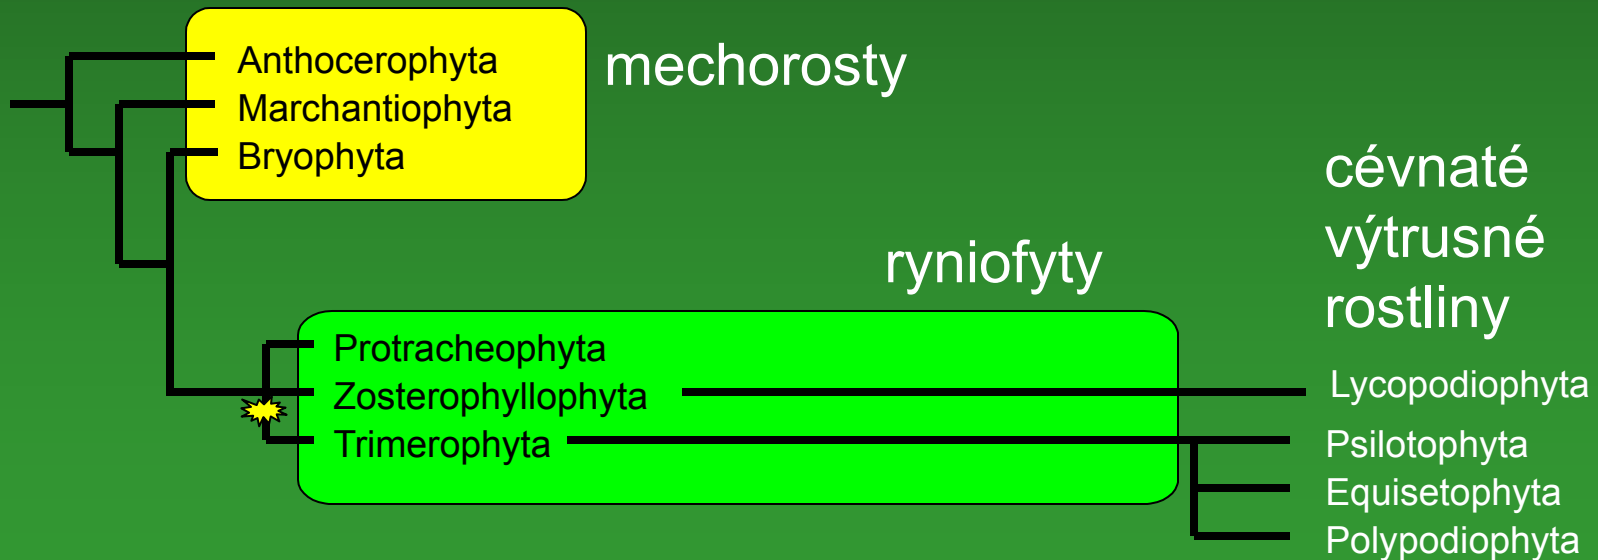 Anthocerophyta
Marchantiophyta
Bryophyta
mechorosty
ryniofyty
cévnaté
výtrusné
rostliny
Protracheophyta
Zosterophyllophyta
Trimerophyta
Lycopodiophyta
Psilotophyta
Equisetophyta
Polypodiophyta